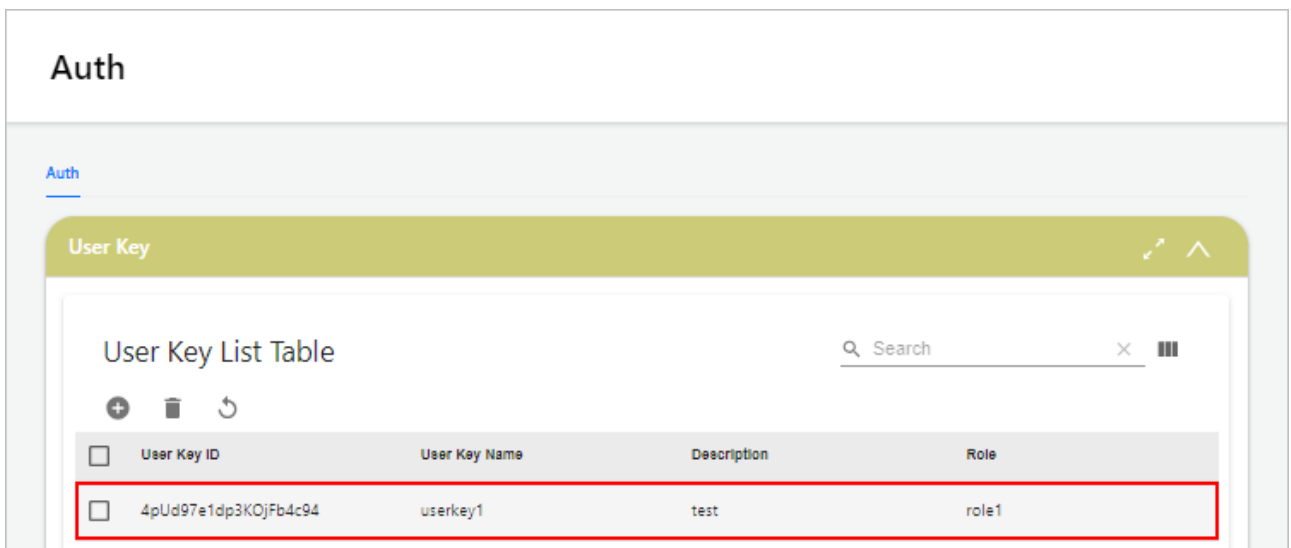 Auth
Auth
User Key
User Key List Table
Search
User Key ID User Key Name Description Role
4pUd97e1dp3KOjFb4c94 userkey1 test role1